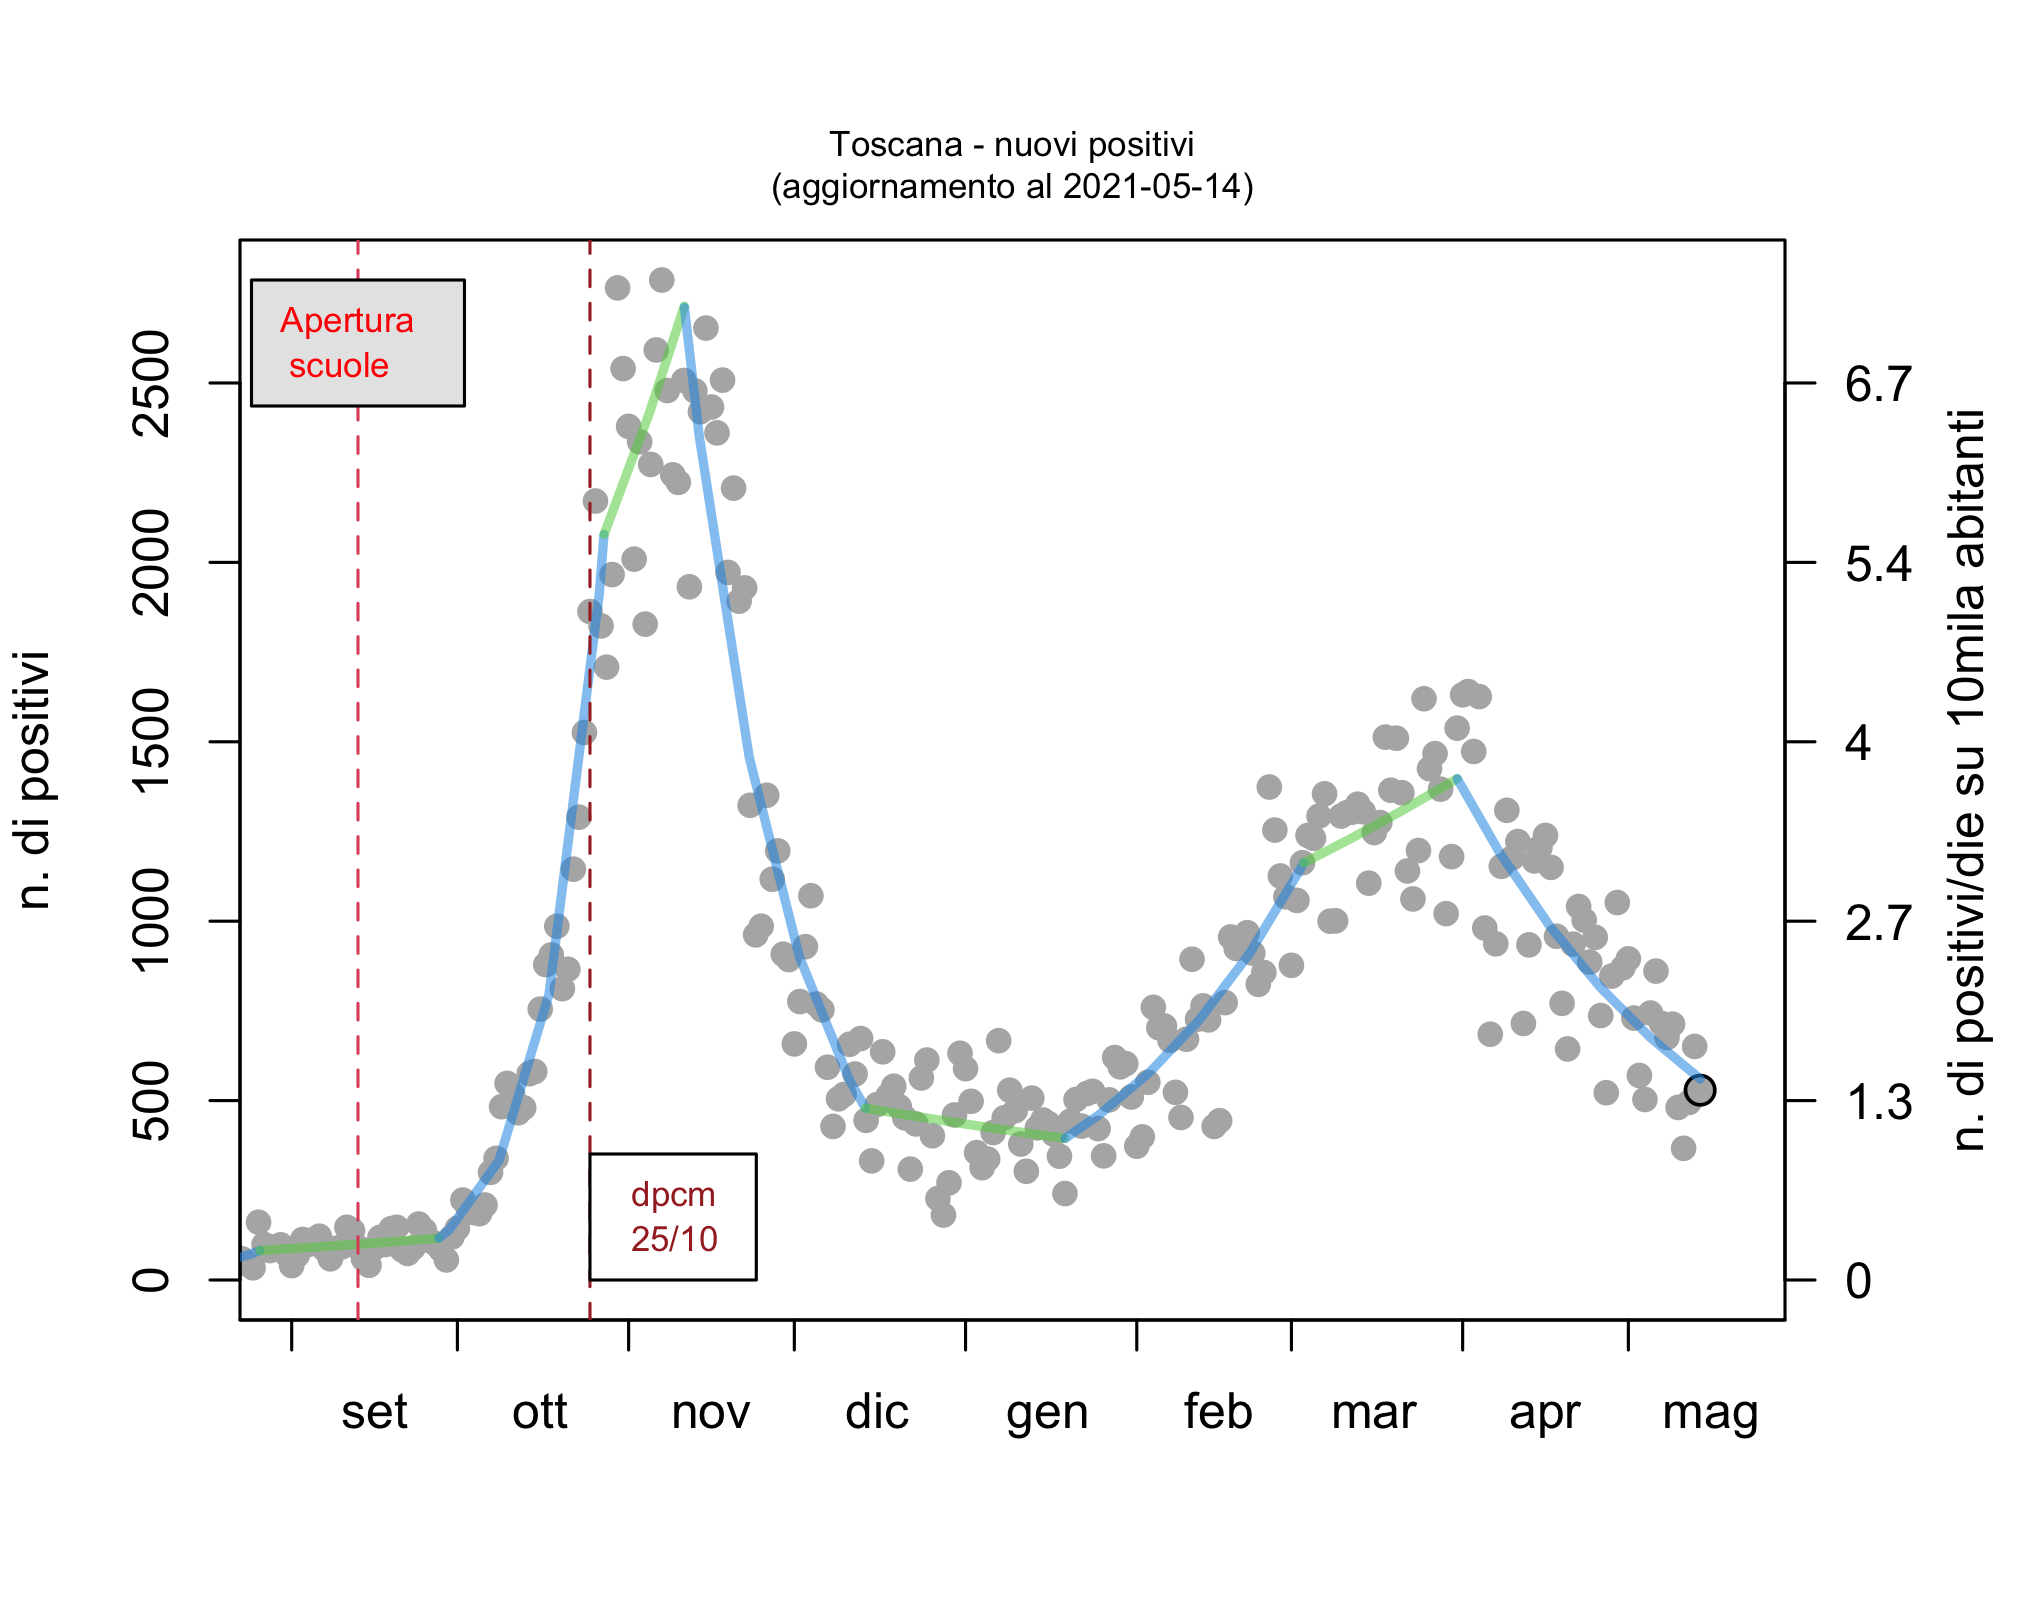 Toscana - nuovi positivi
(aggiornamento al 2021-05-14)
Apertura
scuole
dpcm
25/10
n. di positivi
0
500
1000
1500
2000
2500
n. di positivi/die su 10mila abitanti
0
1.3
2.7
4
5.4
6.7
set ott nov dic gen feb mar apr mag